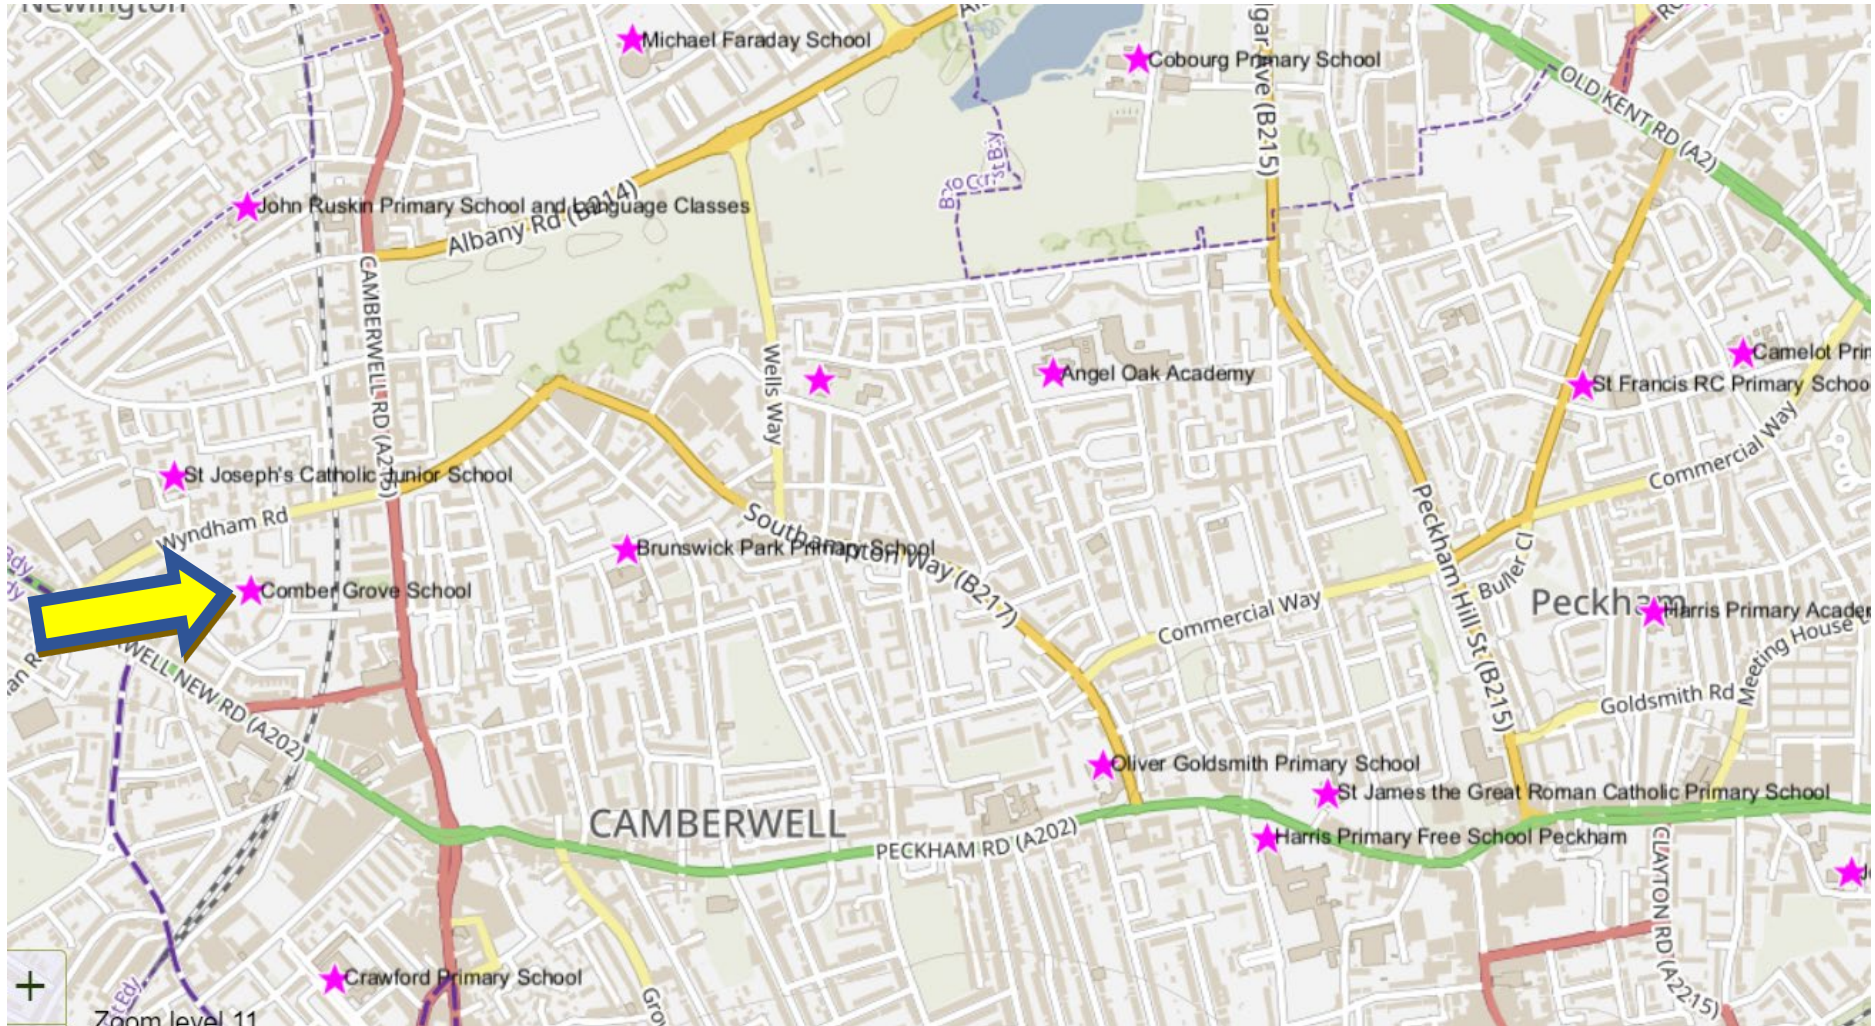 Newington
Michael Faraday School
Cobourg Primary School
OLD KENT RD (A2)
John Ruskin Primary School and Language Classes
Albany Rd (B214)
CAMBERWELL RD (A215)
Wells Way
Angel Oak Academy
Camelot Prim
St Francis RC Primary Schoo
Commercial Way
St Joseph's Catholic Junior School
Wyndham Rd
Brunswick Park Primary School
Southampton Way (B217)
Peckham Hill St (B215)
Comber Grove School
Commercial Way
Peckham
Harris Primary Academ
Meeting House
Goldsmith Rd
WELL NEW RD (A202)
Oliver Goldsmith Primary School
St James the Great Roman Catholic Primary School
CAMBERWELL
Harris Primary Free School Peckham
PECKHAM RD (A202)
CLAYTON RD (A2215)
Crawford Primary School
Grov
+
Zoom level 11